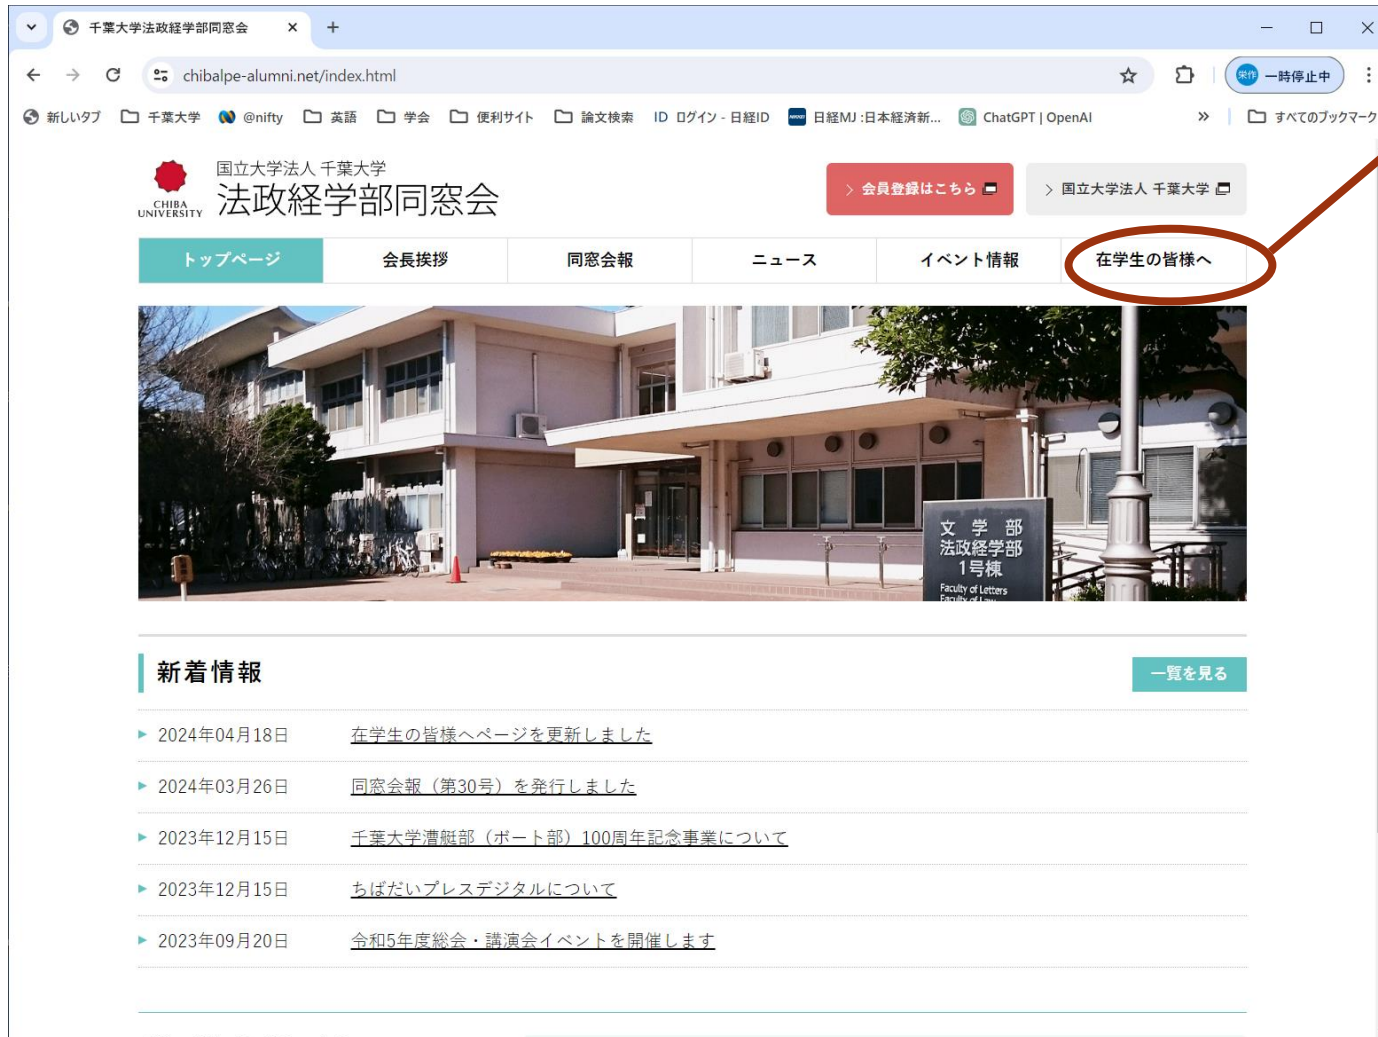 千葉大学法政経学部同窓会
chibalpe-alumni.net/index.html
栄作 一時停止中
新しいタブ 千葉大学 @nifty 英語 学会 便利サイト 論文検索 ID ログイン - 日経ID 日経MJ :日本経済新... ChatGPT | OpenAI » すべてのブックマーク
国立大学法人 千葉大学
法政経学部同窓会
CHIBA
UNIVERSITY
会員登録はこちら
国立大学法人 千葉大学
トップページ 会長挨拶 同窓会報 ニュース イベント情報 在学生の皆様へ
文学部
法政経学部
1号棟
Faculty of Letters
Faculty of Law
新着情報
一覧を見る
2024年04月18日 在学生の皆様へページを更新しました
2024年03月26日 同窓会報（第30号）を発行しました
2023年12月15日 千葉大学漕艇部（ボート部）100周年記念事業について
2023年12月15日 ちばだいプレスデジタルについて
2023年09月20日 令和5年度総会・講演会イベントを開催します